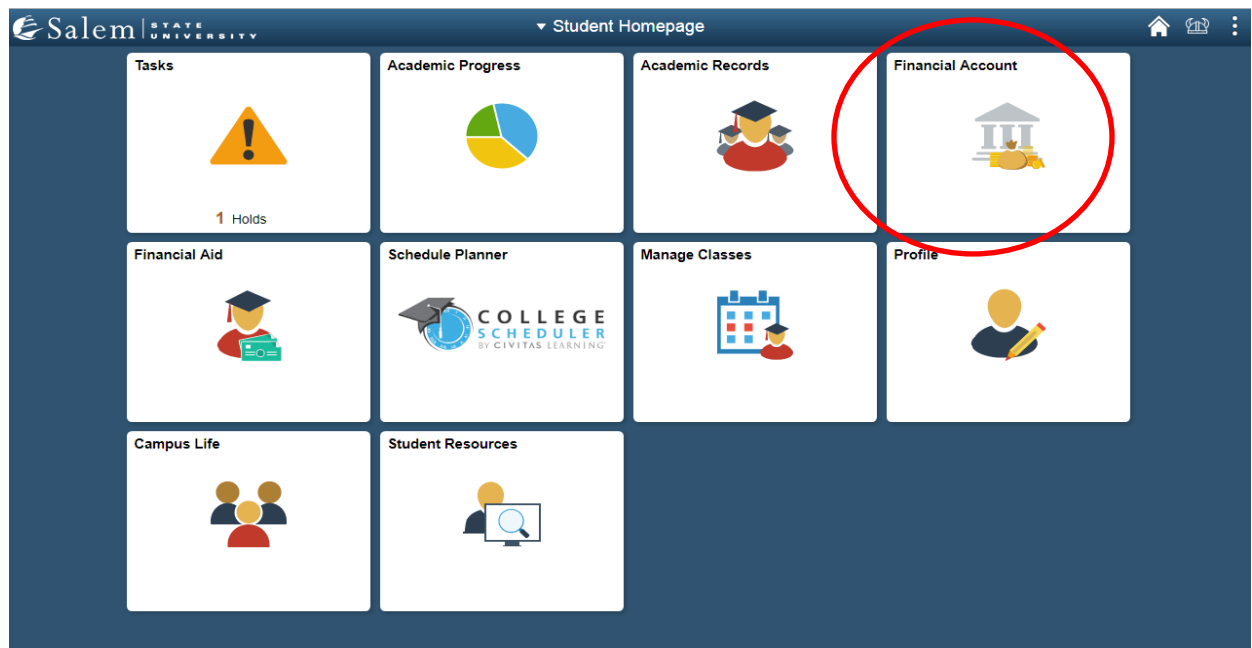 Salem STATE UNIVERSITY
Student Homepage
Tasks
1 Holds
Academic Progress
Academic Records
Financial Account
Financial Aid
Schedule Planner
COLLEGE
SCHEDULER
BY CIVITAS LEARNING
Manage Classes
Profile
Campus Life
Student Resources